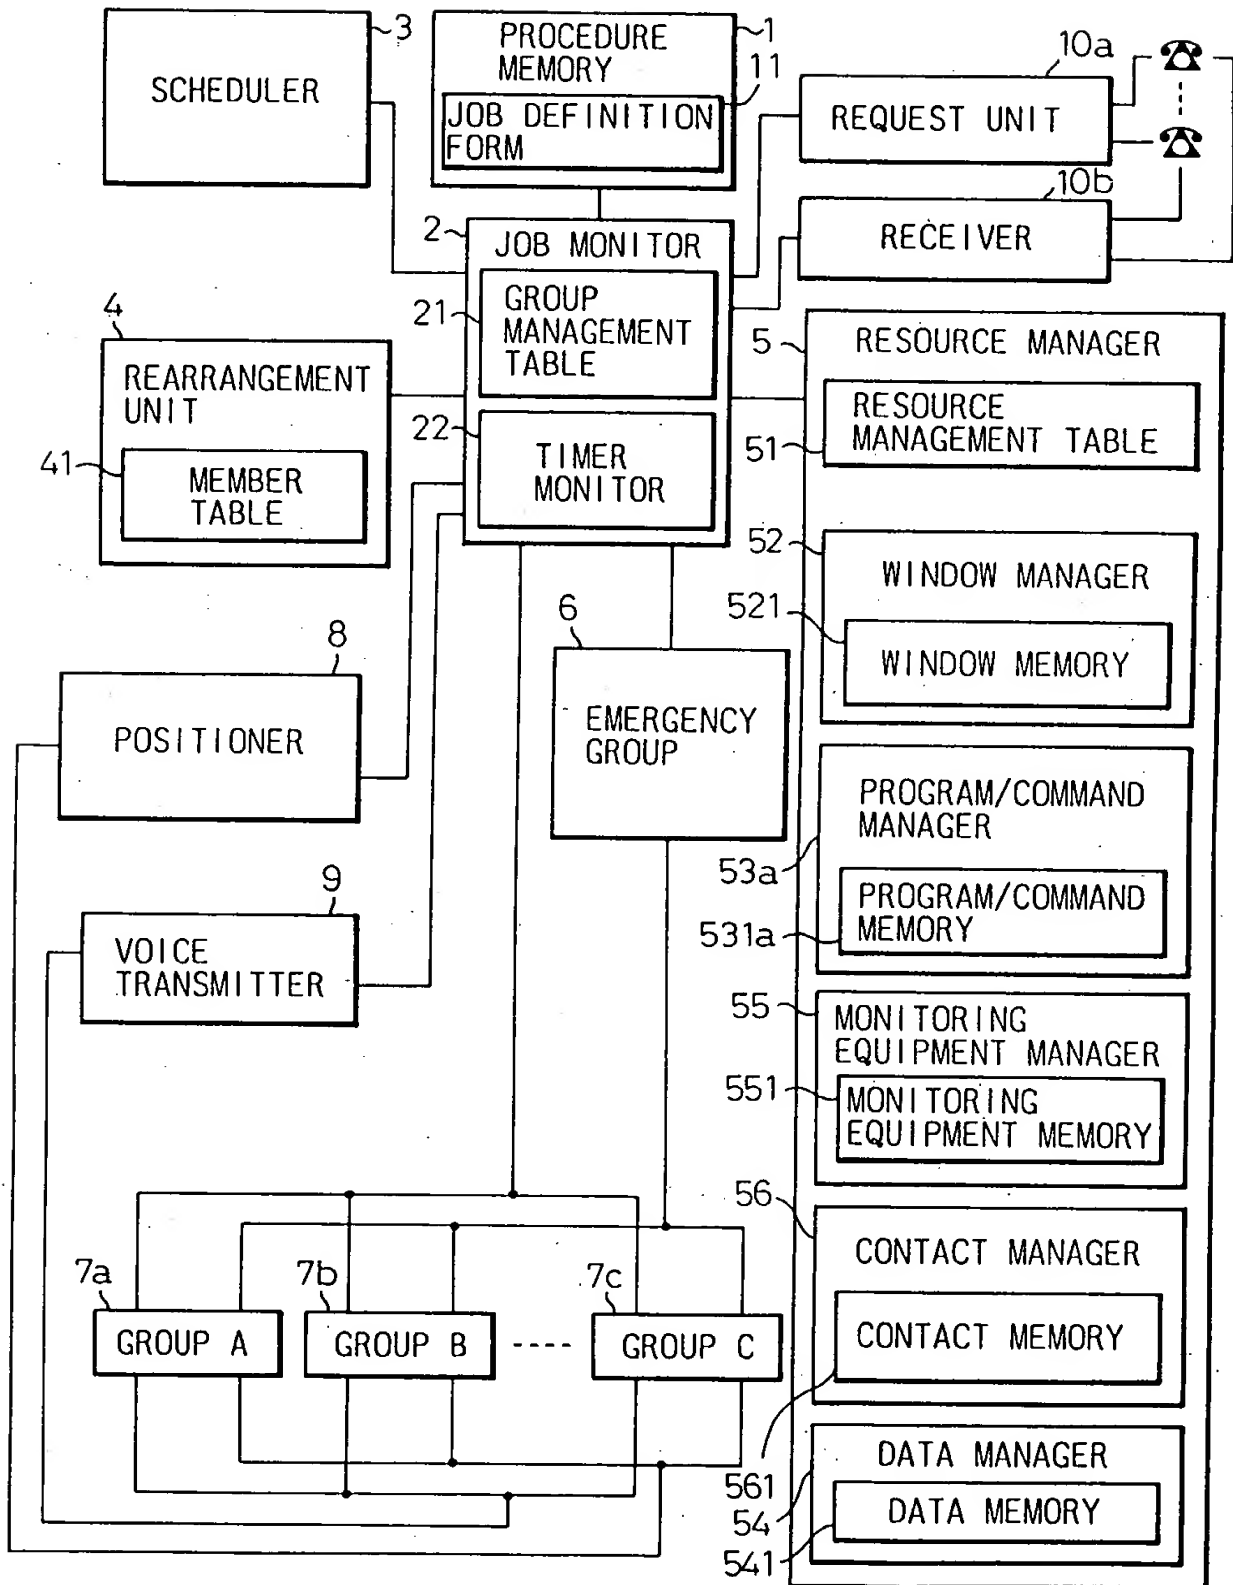 3
SCHEDULER
1
PROCEDURE
MEMORY
11
JOB DEFINITION
FORM
10a
REQUEST UNIT
10b
RECEIVER
2
JOB MONITOR
21
GROUP
MANAGEMENT
TABLE
22
TIMER
MONITOR
4
REARRANGEMENT
UNIT
41
MEMBER
TABLE
5
RESOURCE MANAGER
RESOURCE
MANAGEMENT TABLE
51
52
WINDOW MANAGER
521
WINDOW MEMORY
8
POSITIONER
6
EMERGENCY
GROUP
PROGRAM/COMMAND
MANAGER
53a
PROGRAM/COMMAND
MEMORY
531a
9
VOICE
TRANSMITTER
55
MONITORING
EQUIPMENT MANAGER
551
MONITORING
EQUIPMENT MEMORY
56
CONTACT MANAGER
CONTACT MEMORY
561
7a
GROUP A
7b
GROUP B
7c
GROUP C
DATA MANAGER
54
DATA MEMORY
541